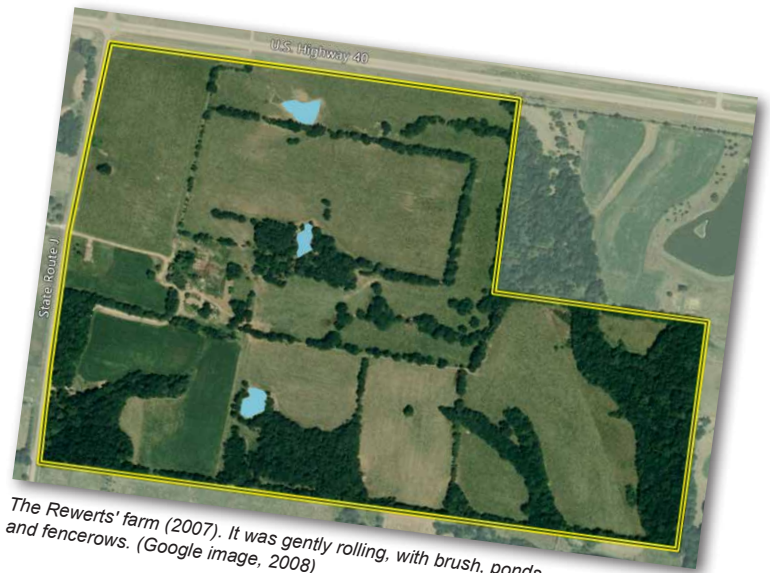 U.S. Highway 40
State Route J
The Rewerts' farm (2007). It was gently rolling, with brush, ponds
and fencerows. (Google image, 2008)